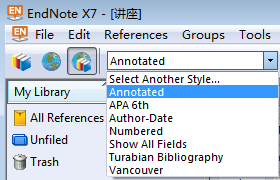 EndNote X7 - [讲座]
File Edit References Groups Tools
Annotated
Select Another Style...
My Library
Annotated
APA 6th
All References
Author-Date
Unfiled
Numbered
Trash
Show All Fields
Turabian Bibliography
Vancouver